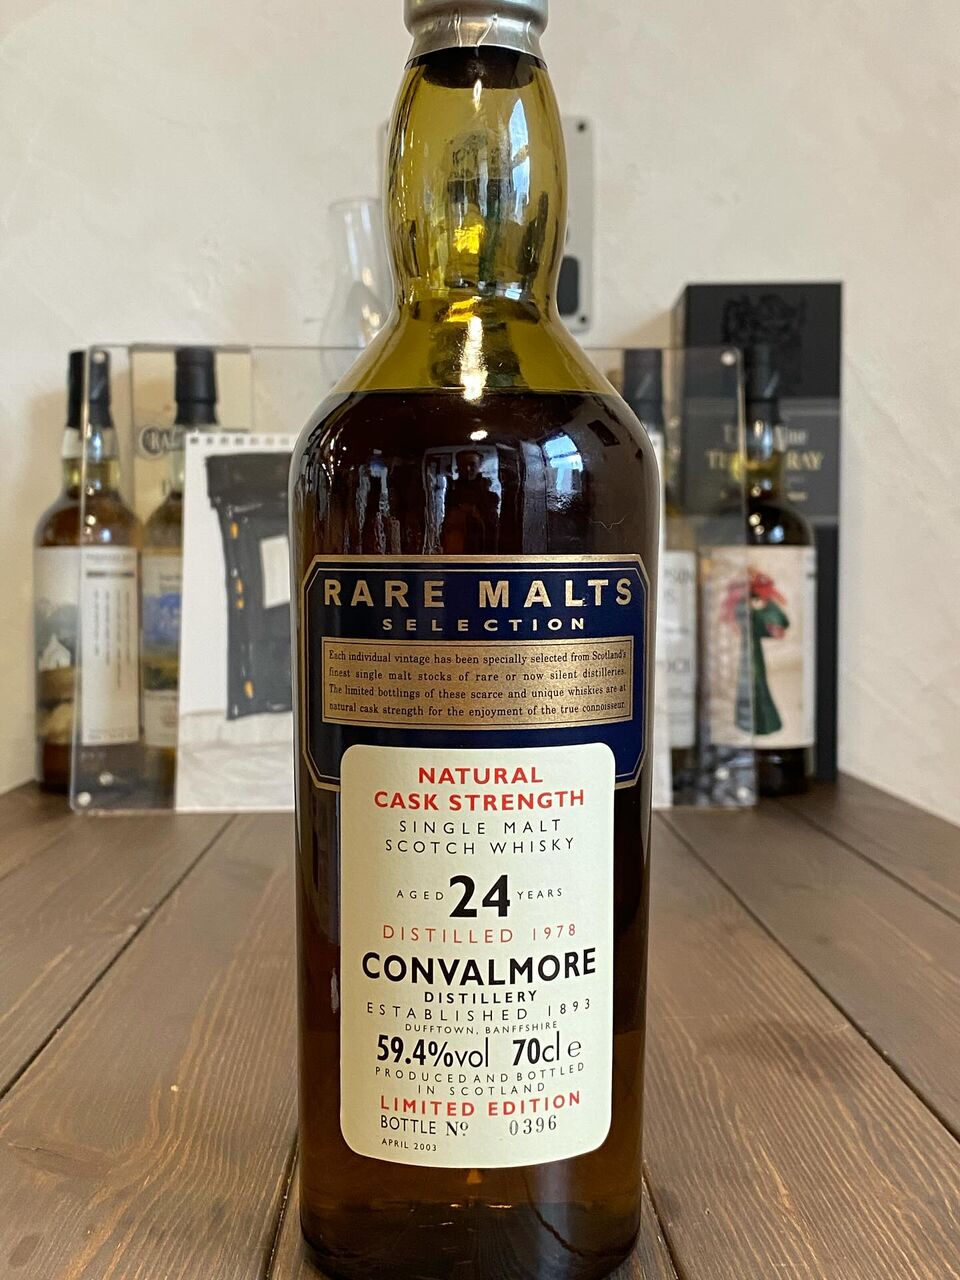 RARE MALTS
SELECTION
Each individual vintage has been specially selected from Scotland's
finest single malt stocks of rare or now silent distilleries.
The limited bottlings of these scarce and unique whiskies are at
natural cask strength for the enjoyment of the true connoisseur.
NATURAL
CASK STRENGTH
SINGLE MALT
SCOTCH WHISKY
AGED 24 YEARS
DISTILLED 1978
CONVALMORE
DISTILLERY
ESTABLISHED 1893
DUFFTOWN, BANFFSHIRE
59.4%vol 70cl e
PRODUCED AND BOTTLED
IN SCOTLAND
LIMITED EDITION
BOTTLE Nº 0396
APRIL 2003